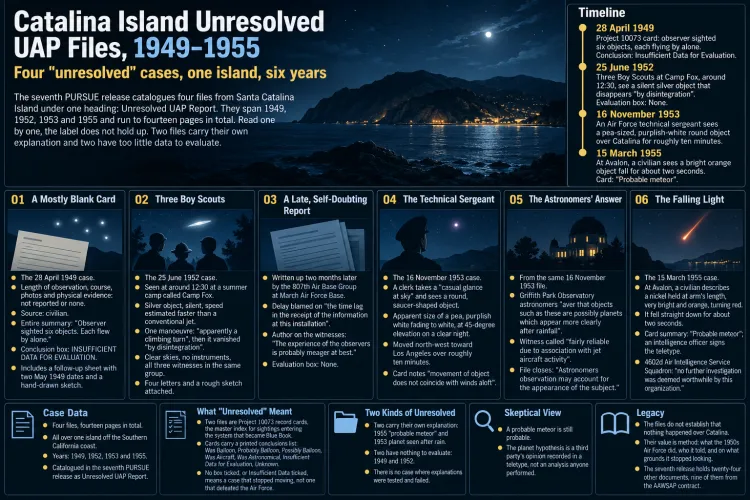 Catalina Island Unresolved
UAP Files, 1949–1955
Four "unresolved" cases, one island, six years
The seventh PURSUE release catalogues four files from Santa Catalina
Island under one heading: Unresolved UAP Report. They span 1949,
1952, 1953 and 1955 and run to fourteen pages in total. Read one
by one, the label does not hold up. Two files carry their own
explanation and two have too little data to evaluate.
Timeline
28 April 1949
Project 10073 card: observer sighted
six objects, each flying by alone.
Conclusion: Insufficient Data for Evaluation.
25 June 1952
Three Boy Scouts at Camp Fox, around
12:30, see a silent silver object that
disappears "by disintegration".
Evaluation box: None.
16 November 1953
An Air Force technical sergeant sees
a pea-sized, purplish-white round object
over Catalina for roughly ten minutes.
15 March 1955
At Avalon, a civilian sees a bright orange
object fall for about two seconds.
Card: "Probable meteor".
01 A Mostly Blank Card
The 28 April 1949 case.
Length of observation, course,
photos and physical evidence:
not reported or none.
Source: civilian.
Entire summary: "Observer
sighted six objects. Each flew
by alone."
Conclusion box: INSUFFICIENT
DATA FOR EVALUATION.
Includes a follow-up sheet with two
May 1949 dates and a
hand-drawn sketch.
02 Three Boy Scouts
The 25 June 1952 case.
Seen at around 12:30 at a summer
camp called Camp Fox.
Silver object, silent, speed
estimated faster than a
conventional jet.
One manoeuvre: "apparently a
climbing turn", then it vanished
"by disintegration".
Clear skies, no instruments,
all three witnesses in the same
group.
Four letters and a rough sketch
attached.
03 A Late, Self-Doubting
Report
Written up two months later
by the 807th Air Base Group
at March Air Force Base.
Delay blamed on "the time lag
in the receipt of the information
at this installation".
Author on the witnesses:
"The experience of the observers
is probably meager at best."
Evaluation box: None.
04 The Technical Sergeant
The 16 November 1953 case.
A clerk takes a "casual glance
at sky" and sees a round,
saucer-shaped object.
Apparent size of a pea, purplish
white fading to white, at 45-degree
elevation on a clear night.
Moved north-west toward
Los Angeles over roughly
ten minutes.
Card notes "movement of object
does not coincide with winds aloft".
05 The Astronomers' Answer
From the same 16 November
1953 file.
Griffith Park Observatory
astronomers "aver that objects
such as these are possibly planets
which appear more clearly
after rainfall".
Witness called "fairly reliable
due to association with jet
aircraft activity".
File closes: "Astronomers
observation may account for
the appearance of the subject."
06 The Falling Light
The 15 March 1955 case.
At Avalon, a civilian describes
a nickel held at arm's length,
very bright and orange, turning red.
It fell straight down for about
two seconds.
Card summary: "Probable meteor";
an intelligence officer signs
the teletype.
4602d Air Intelligence Service
Squadron: "no further investigation
was deemed worthwhile by this
organization."
Case Data
Four files, fourteen pages in total.
All over one island off the Southern
California coast.
Years: 1949, 1952, 1953 and 1955.
Catalogued in the seventh PURSUE
release as Unresolved UAP Report.
What "Unresolved" Meant
Two files are Project 10073 record cards,
the master index for sightings entering
the system that became Blue Book.
Cards carry a printed conclusions list:
Was Balloon, Probably Balloon, Possibly Balloon,
Was Aircraft, Was Astronomical, Insufficient
Data for Evaluation, Unknown.
No box ticked, or Insufficient Data ticked,
means a case that stopped moving, not
one that defeated the Air Force.
Two Kinds of Unresolved
Two carry their own explanation:
1955 "probable meteor" and
1953 planet seen after rain.
Two have nothing to evaluate:
1949 and 1952.
There is no case where explanations
were tested and failed.
Skeptical View
A probable meteor is still
probable.
The planet hypothesis is a third
party's opinion recorded in a
teletype, not an analysis anyone
performed.
Legacy
The files do not establish that
nothing happened over Catalina.
Their value is method: what the 1950s
Air Force did, who it told, and on what
grounds it stopped looking.
The seventh release holds twenty-four
other documents, nine of them from the
AAWSAP contract.